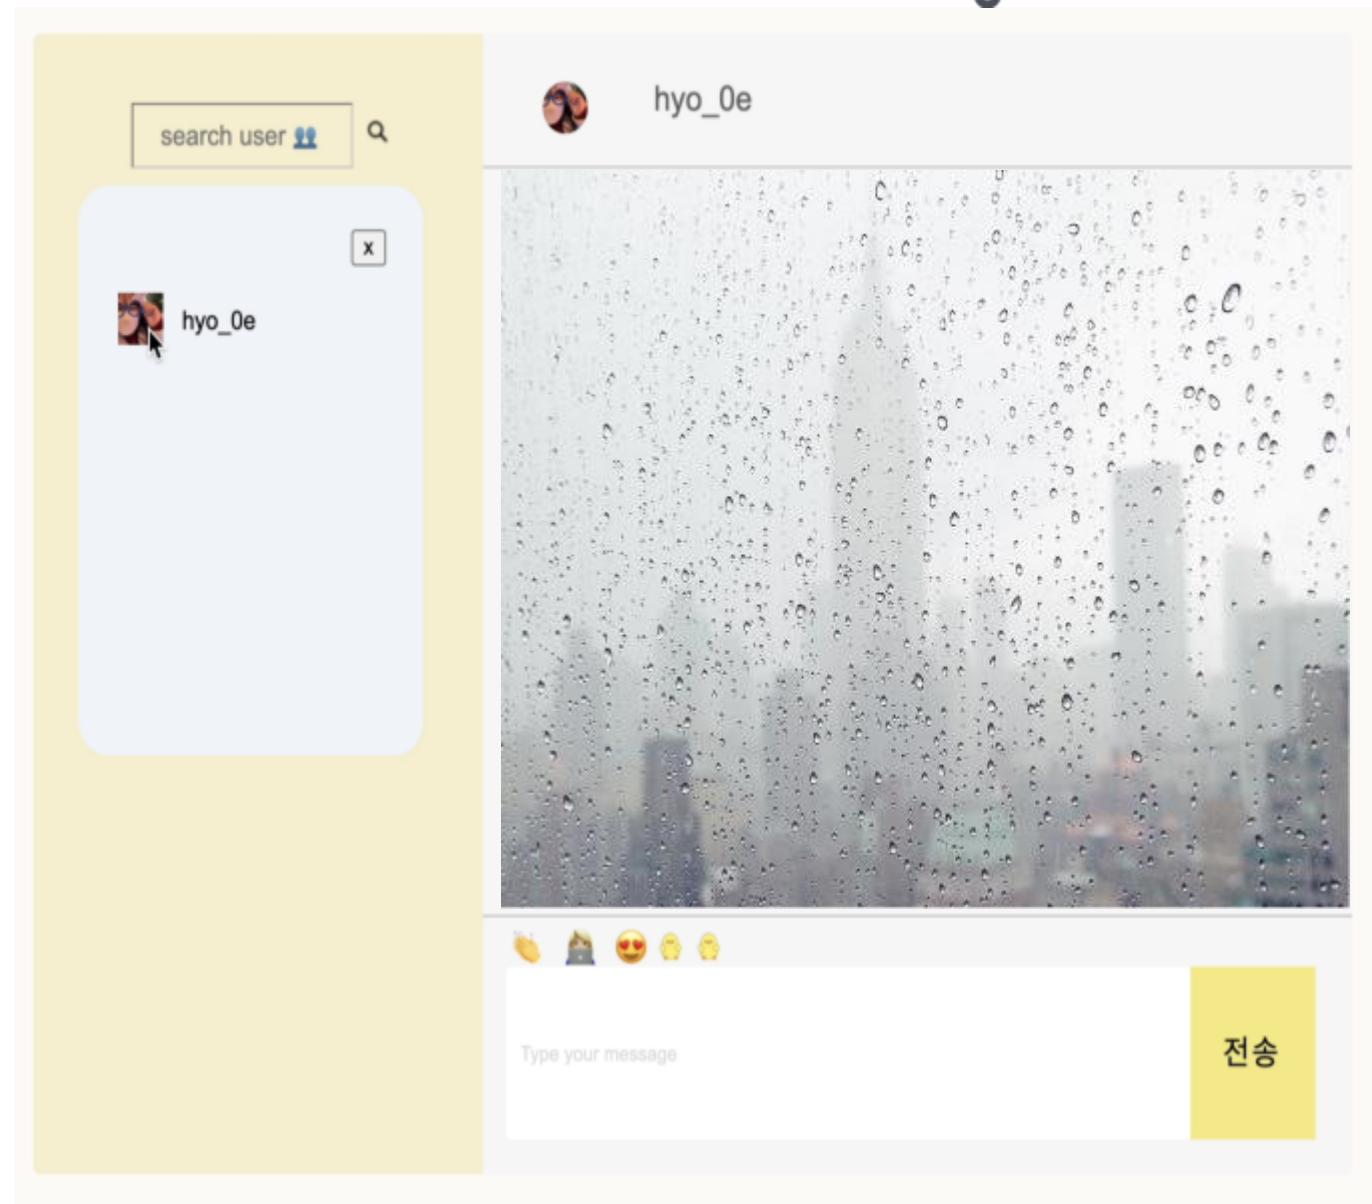 search user 👥
x
hyo_0e
hyo_0e
Type your message
전송